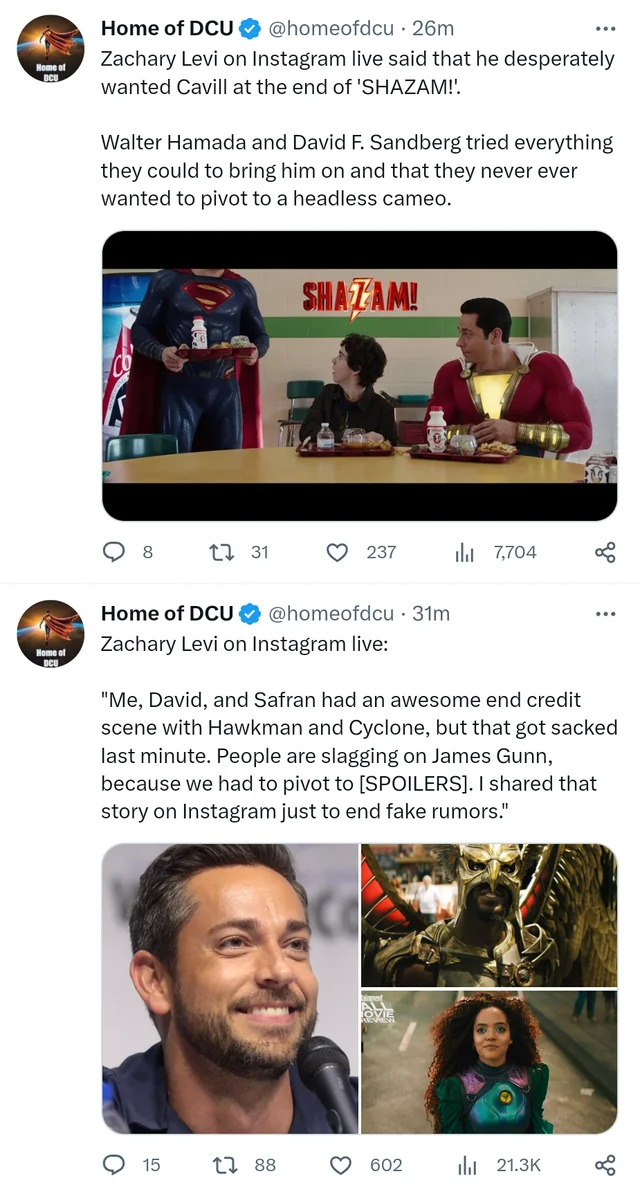 Home of DCU @homeofdcu · 26m
Zachary Levi on Instagram live said that he desperately
wanted Cavill at the end of 'SHAZAM!'.
Walter Hamada and David F. Sandberg tried everything
they could to bring him on and that they never ever
wanted to pivot to a headless cameo.
Home of
DCU
SHAZAM!
8 31 237 7,704
Home of DCU @homeofdcu · 31m
Zachary Levi on Instagram live:
"Me, David, and Safran had an awesome end credit
scene with Hawkman and Cyclone, but that got sacked
last minute. People are slagging on James Gunn,
because we had to pivot to [SPOILERS]. I shared that
story on Instagram just to end fake rumors."
Home of
DCU
15 88 602 21.3K